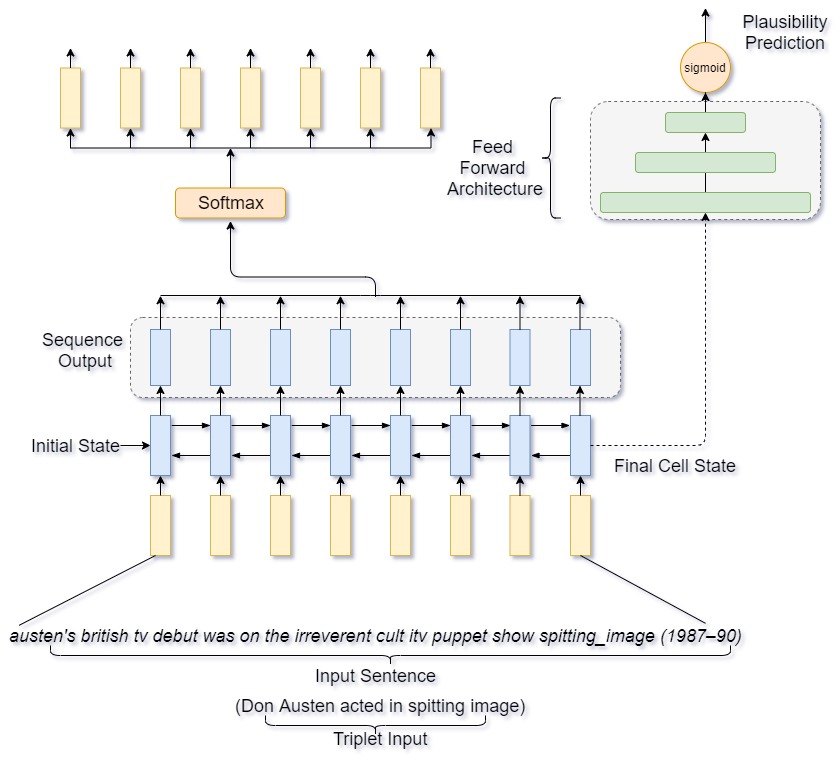 Plausibility
Prediction
sigmoid
Feed
Forward
Architecture
Softmax
Sequence
Output
Initial State
Final Cell State
austen's british tv debut was on the irreverent cult itv puppet show spitting_image (1987–90)
Input Sentence
(Don Austen acted in spitting image)
Triplet Input